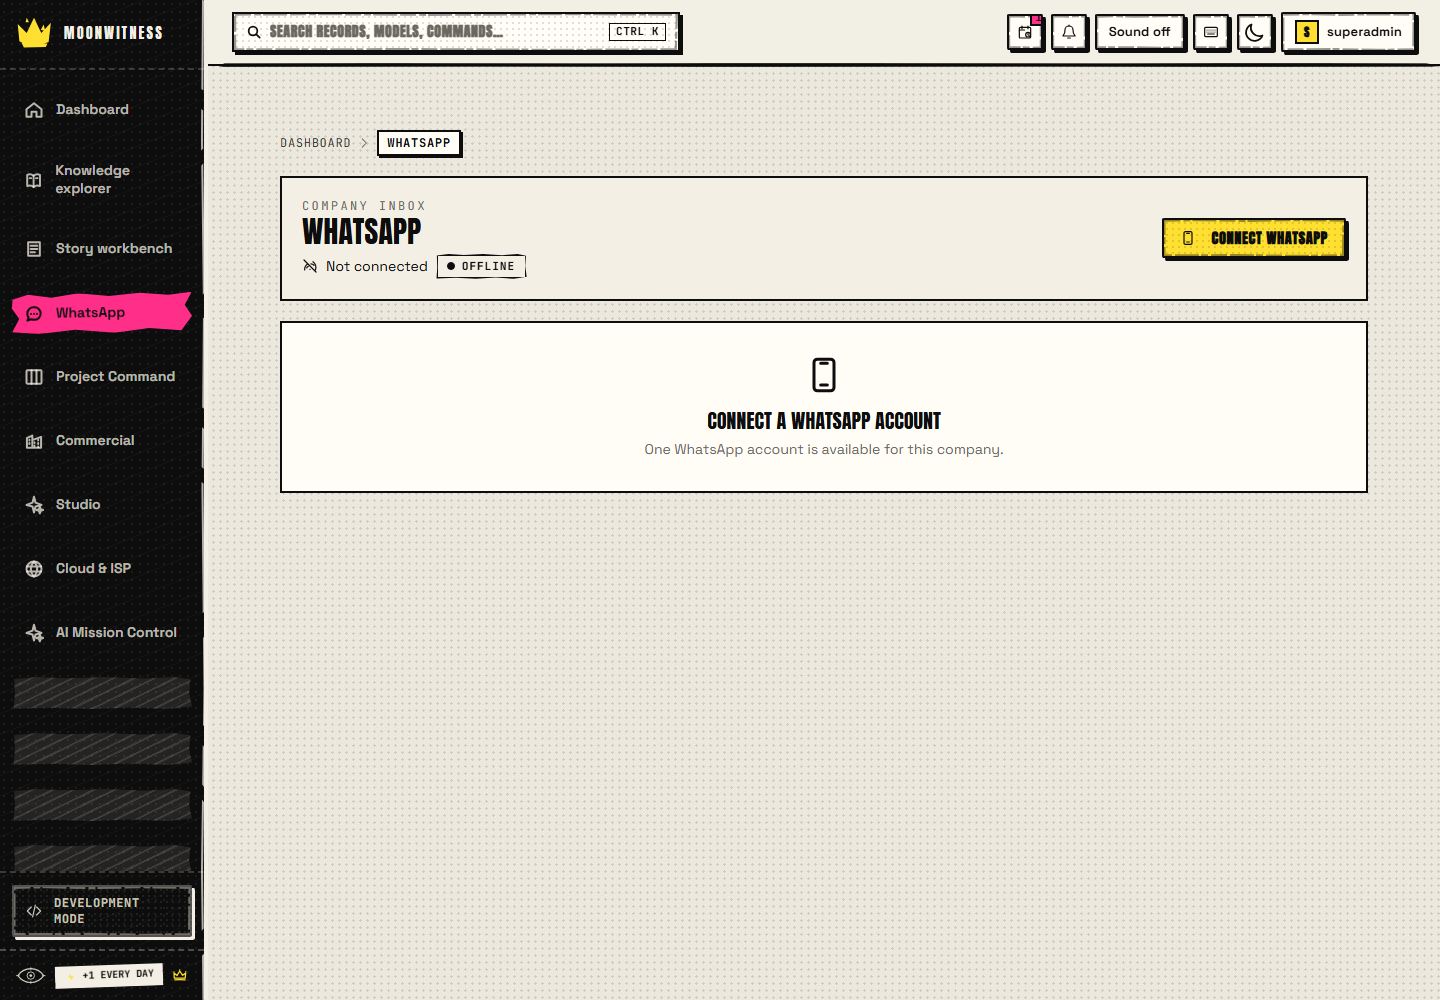 MOONWITNESS
SEARCH RECORDS, MODELS, COMMANDS...
CTRL K
Sound off
S
superadmin
Dashboard
Knowledge
explorer
Story workbench
WhatsApp
Project Command
Commercial
Studio
Cloud & ISP
AI Mission Control
DEVELOPMENT
MODE
+1 EVERY DAY
DASHBOARD
WHATSAPP
COMPANY INBOX
WHATSAPP
Not connected
OFFLINE
CONNECT WHATSAPP
CONNECT A WHATSAPP ACCOUNT
One WhatsApp account is available for this company.